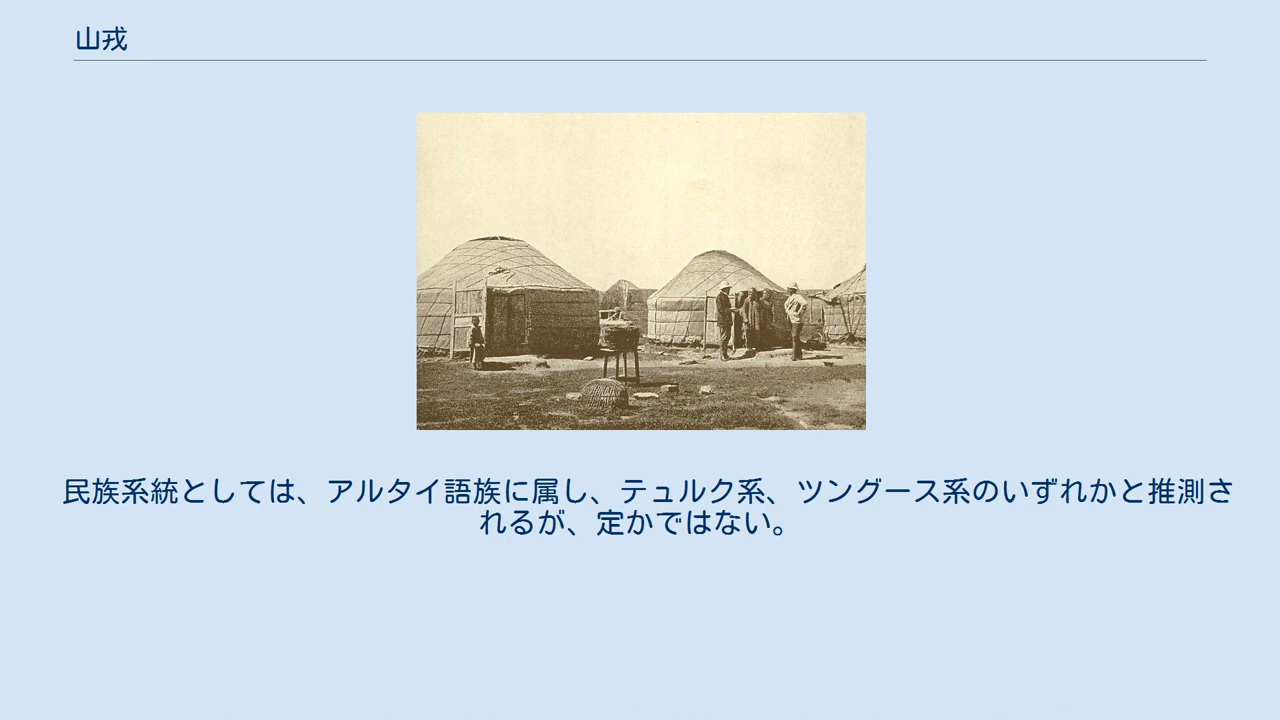 山戎
民族系統としては、アルタイ語族に属し、テュルク系、ツングース系のいずれかと推測さ
れるが、定かではない。